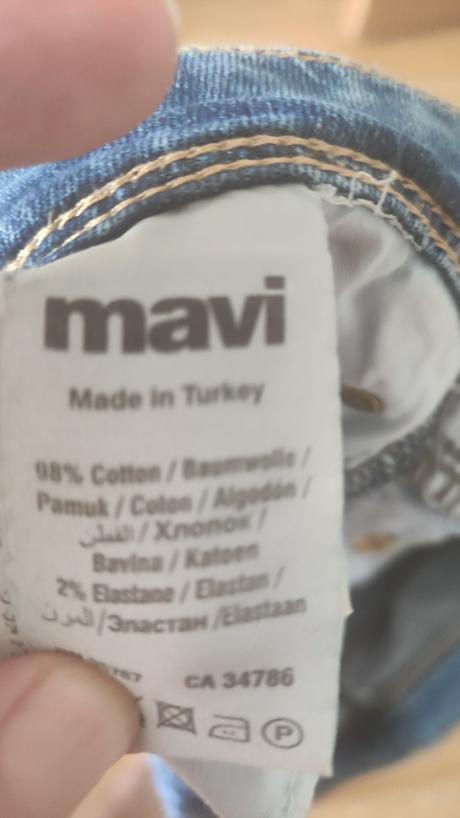 mavi
Made in Turkey
98% Cotton / Baumwolle /
Pamuk / Coton / Algodón /
القطن / Хлопок /
Bavlna / Katoen
2% Elastane / Elastan /
المرن / Эластан / Elastaan
CA 34786
P